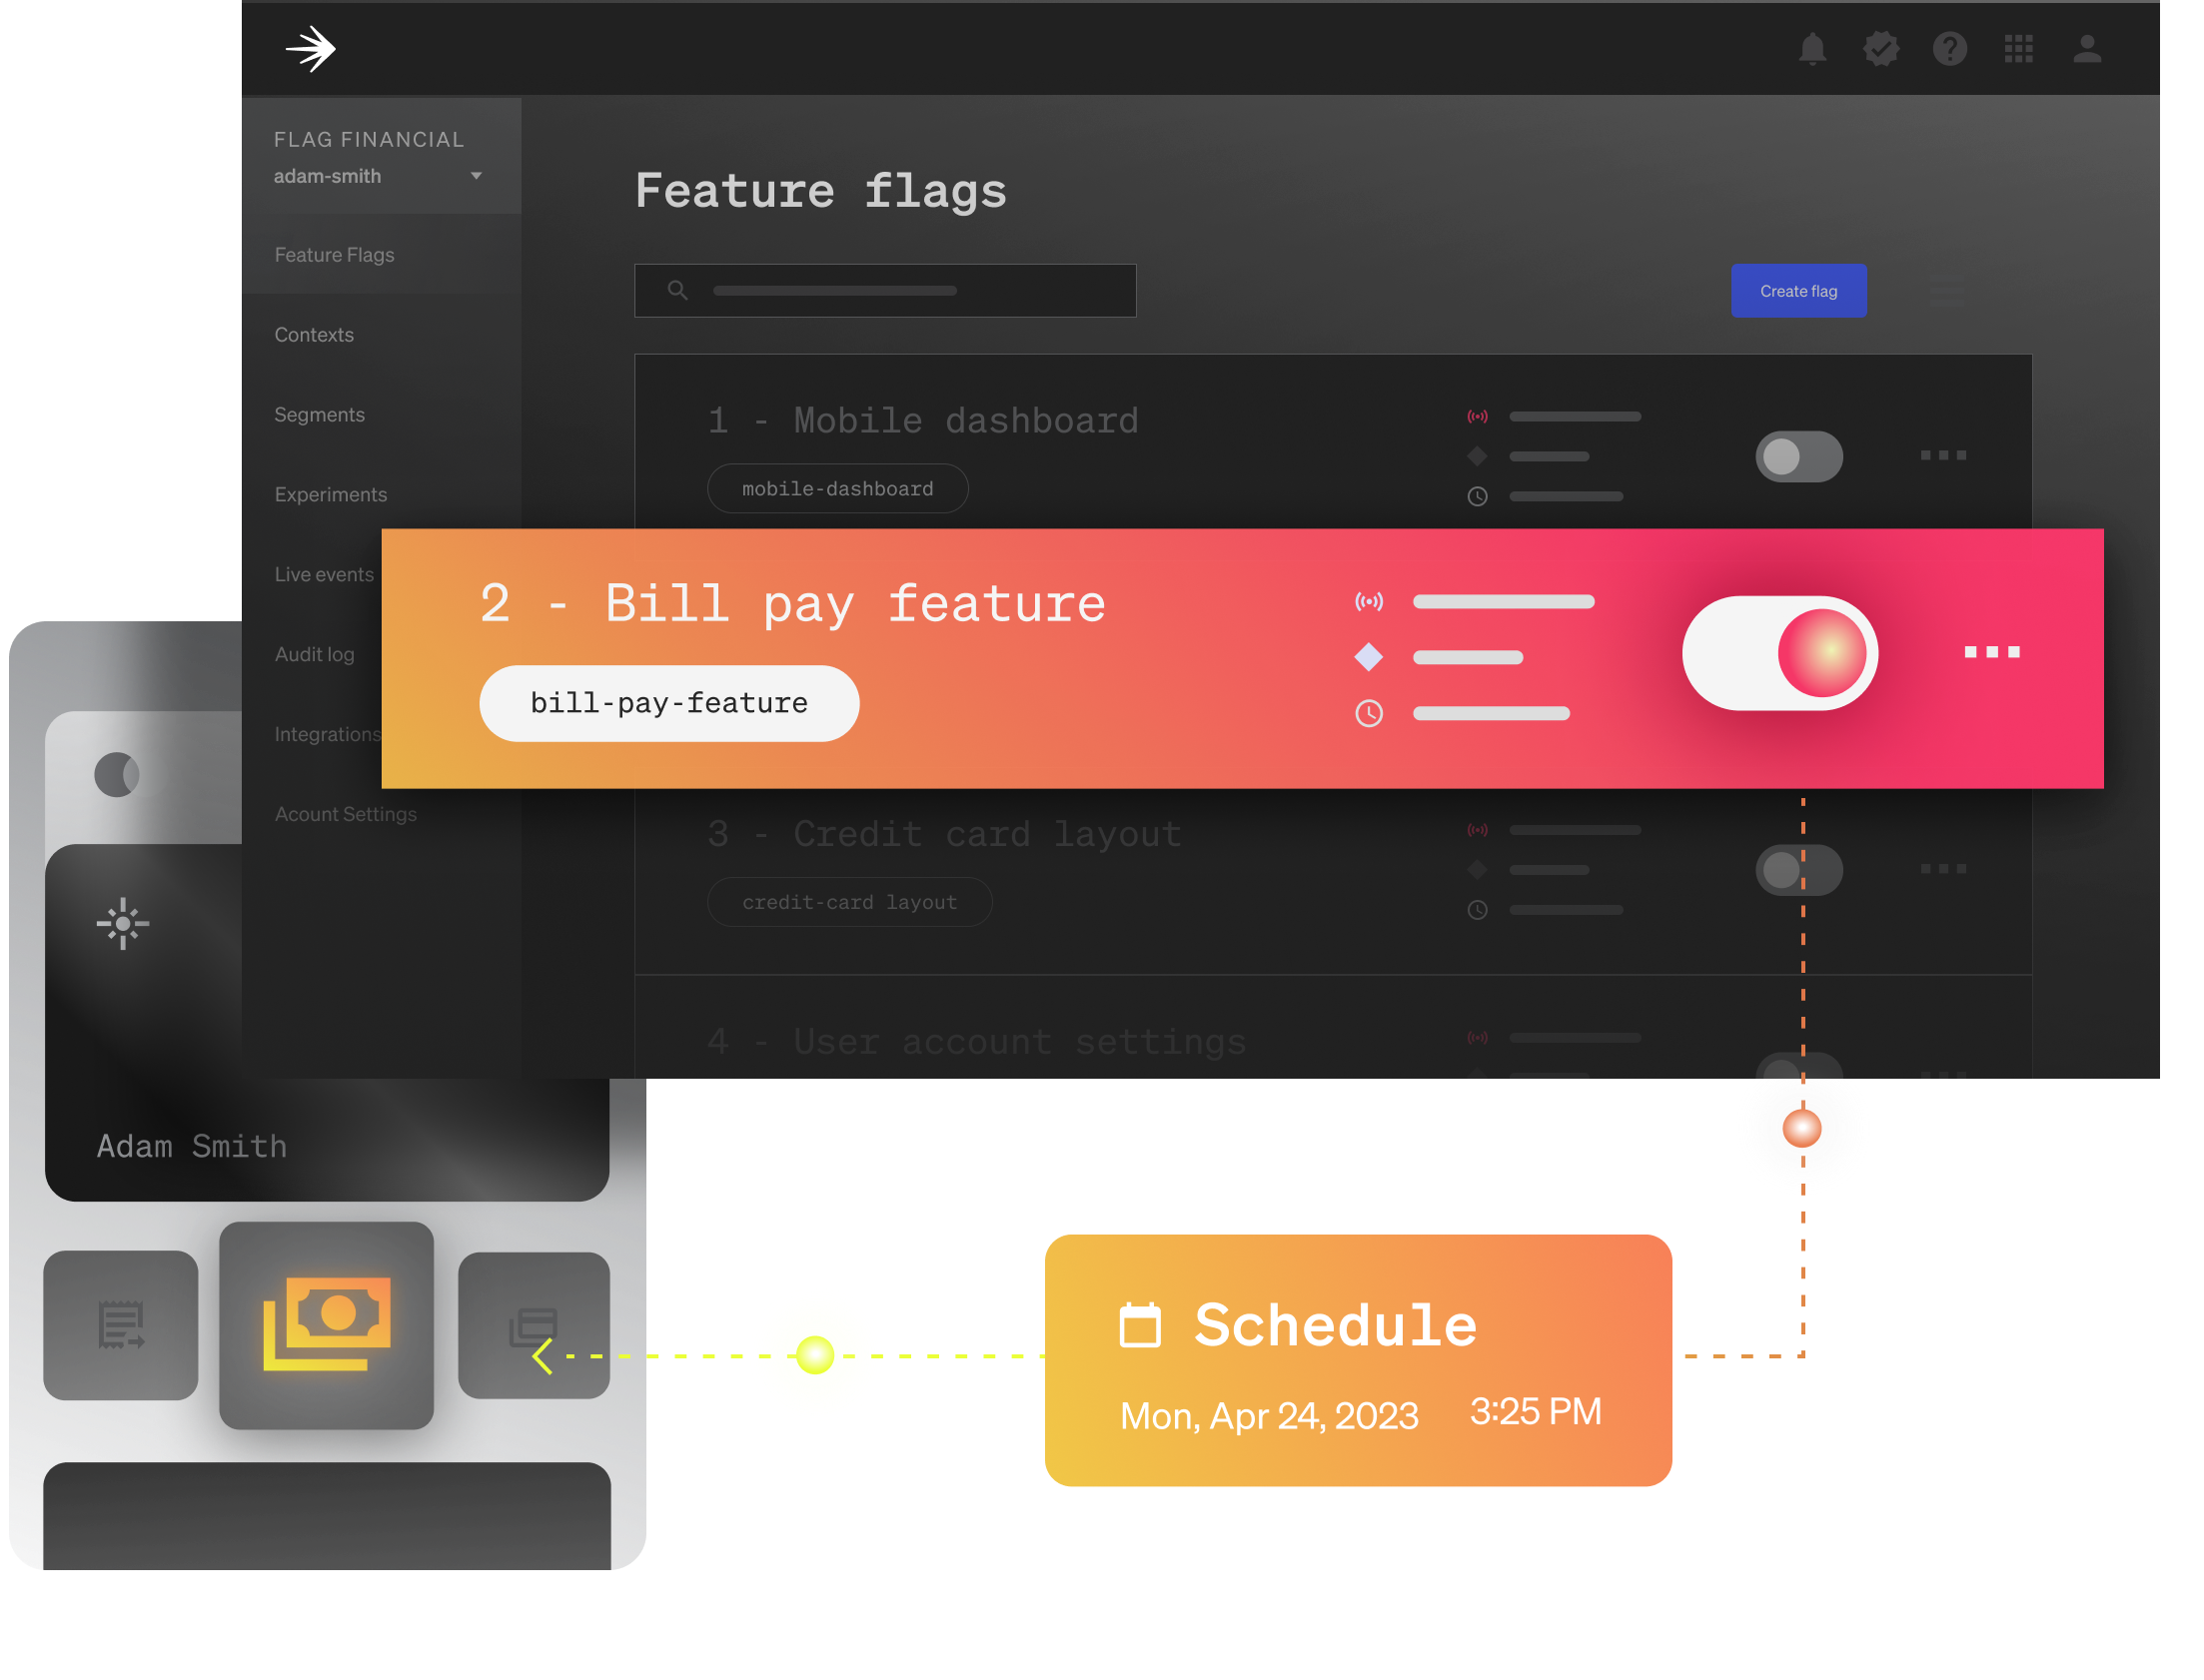 FLAG FINANCIAL
adam-smith
Feature Flags
Contexts
Segments
Experiments
Live events
Audit log
Integrations
Acount Settings
Feature flags
Create flag
1 - Mobile dashboard
mobile-dashboard
2 - Bill pay feature
bill-pay-feature
3 - Credit card layout
credit-card layout
4 - User account settings
Adam Smith
Schedule
Mon, Apr 24, 2023 3:25 PM